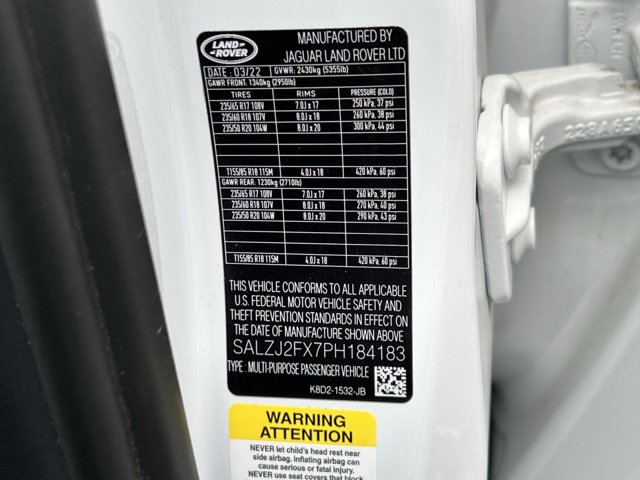 LAND
ROVER
MANUFACTURED BY
JAGUAR LAND ROVER LTD
DATE : 03/22 GVWR. 2430kg (5355lb)
GAWR FRONT. 1340kg (2950lb)
TIRES RIMS PRESSURE (COLD)
235/65 R17 108V 7.0J x 17 250 kPa, 37 psi
235/60 R18 107V 8.0J x 18 260 kPa, 38 psi
235/50 R20 104W 8.0J x 20 300 kPa, 44 psi
T155/85 R18 115M 4.0J x 18 420 kPa, 60 psi
GAWR REAR. 1230kg (2710lb)
235/65 R17 108V 7.0J x 17 260 kPa, 38 psi
235/60 R18 107V 8.0J x 18 270 kPa, 40 psi
235/50 R20 104W 8.0J x 20 290 kPa, 43 psi
T155/85 R18 115M 4.0J x 18 420 kPa, 60 psi
THIS VEHICLE CONFORMS TO ALL APPLICABLE
U.S. FEDERAL MOTOR VEHICLE SAFETY AND
THEFT PREVENTION STANDARDS IN EFFECT ON
THE DATE OF MANUFACTURE SHOWN ABOVE
SALZJ2FX7PH184183
TYPE : MULTI-PURPOSE PASSENGER VEHICLE
K8D2-1532-JB
WARNING
ATTENTION
NEVER let child's head rest near
side airbag. inflating airbag can
cause serious or fatal injury.
NEVER use seat covers that block